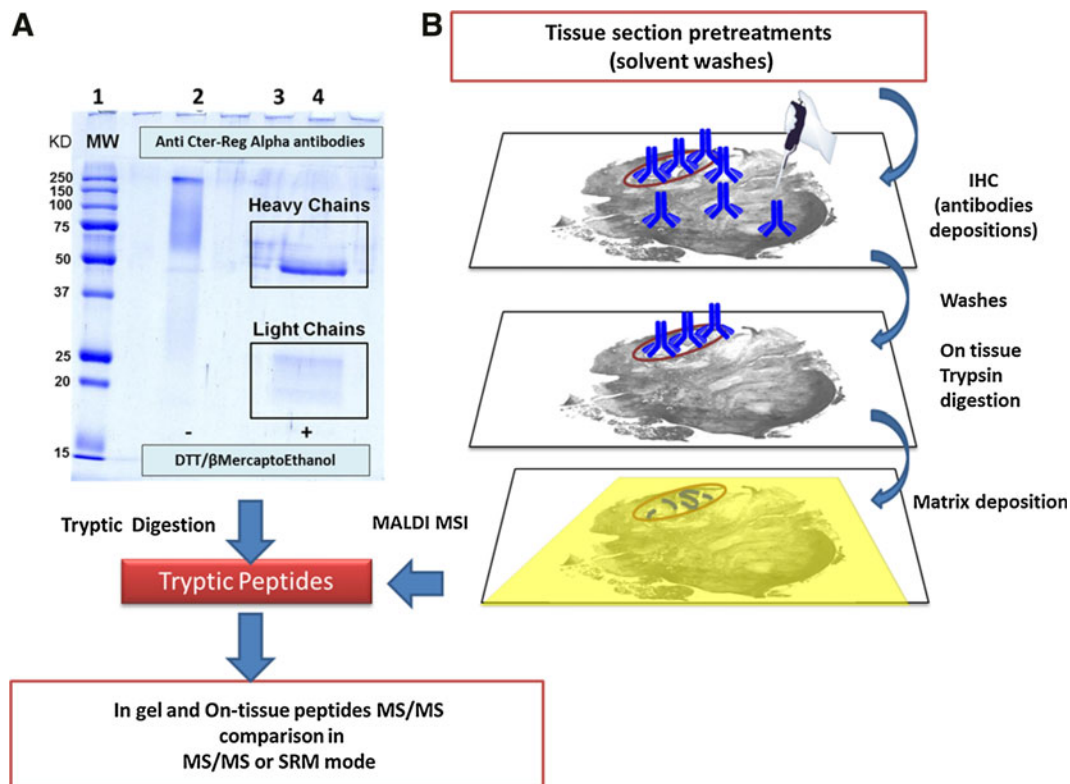 A
1 2 3 4
KD MW Anti Cter-Reg Alpha antibodies
250
150
100
75
50
37
25
20
15
Heavy Chains
Light Chains
- +
DTT/βMercaptoEthanol
Tryptic Digestion
MALDI MSI
Tryptic Peptides
In gel and On-tissue peptides MS/MS
comparison in
MS/MS or SRM mode
B
Tissue section pretreatments
(solvent washes)
IHC
(antibodies
depositions)
Washes
On tissue
Trypsin
digestion
Matrix deposition